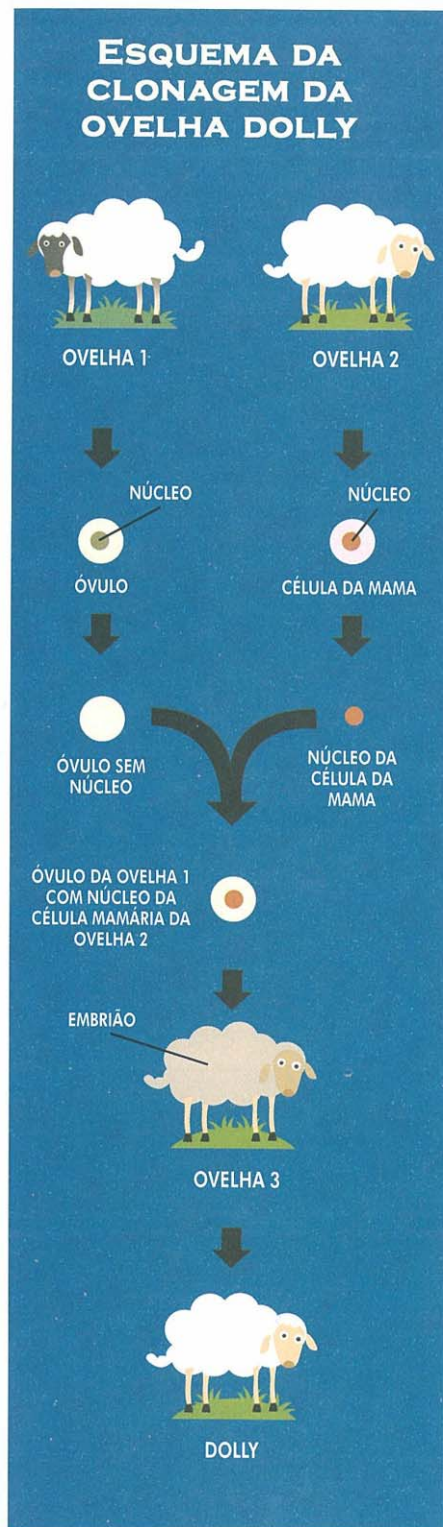 ESQUEMA DA
CLONAGEM DA
OVELHA DOLLY
OVELHA 1
OVELHA 2
NÚCLEO
NÚCLEO
ÓVULO
CÉLULA DA MAMA
ÓVULO SEM
NÚCLEO
NÚCLEO DA
CÉLULA DA
MAMA
ÓVULO DA OVELHA 1
COM NÚCLEO DA
CÉLULA MAMÁRIA DA
OVELHA 2
EMBRIÃO
OVELHA 3
DOLLY